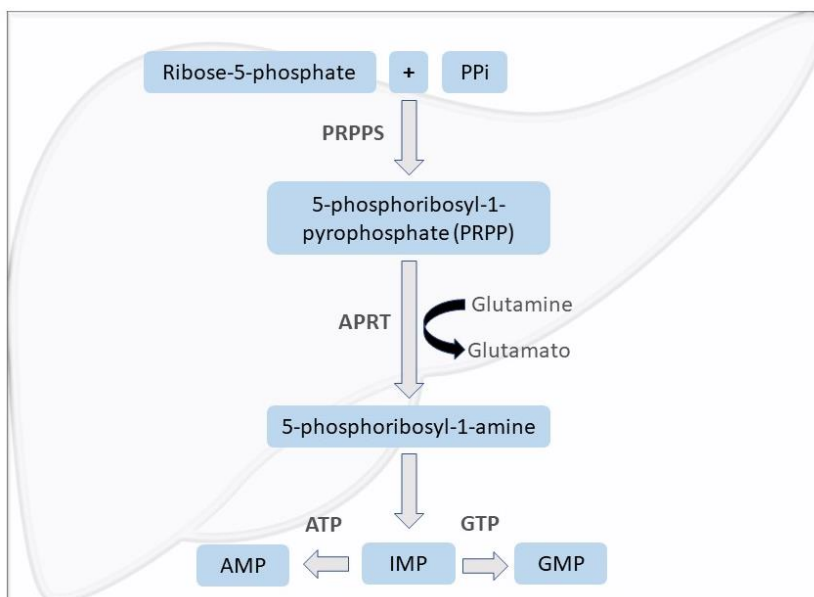 Ribose-5-phosphate + PPi
PRPPS
5-phosphoribosyl-1-
pyrophosphate (PRPP)
Glutamine
APRT
Glutamato
5-phosphoribosyl-1-amine
ATP GTP
AMP IMP GMP